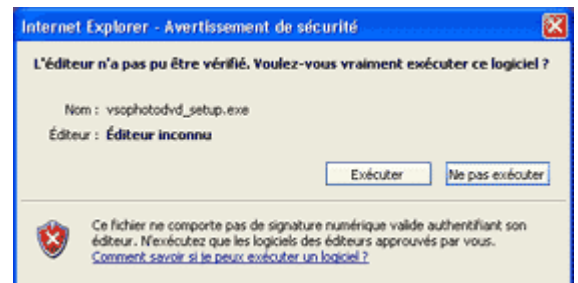 Internet Explorer - Avertissement de sécurité
L'éditeur n'a pas pu être vérifié. Voulez-vous vraiment exécuter ce logiciel ?
Nom : vsophotodvd_setup.exe
Éditeur : Éditeur inconnu
Exécuter Ne pas exécuter
Ce fichier ne comporte pas de signature numérique valide authentifiant son
éditeur. N'exécutez que les logiciels des éditeurs approuvés par vous.
Comment savoir si je peux exécuter un logiciel ?